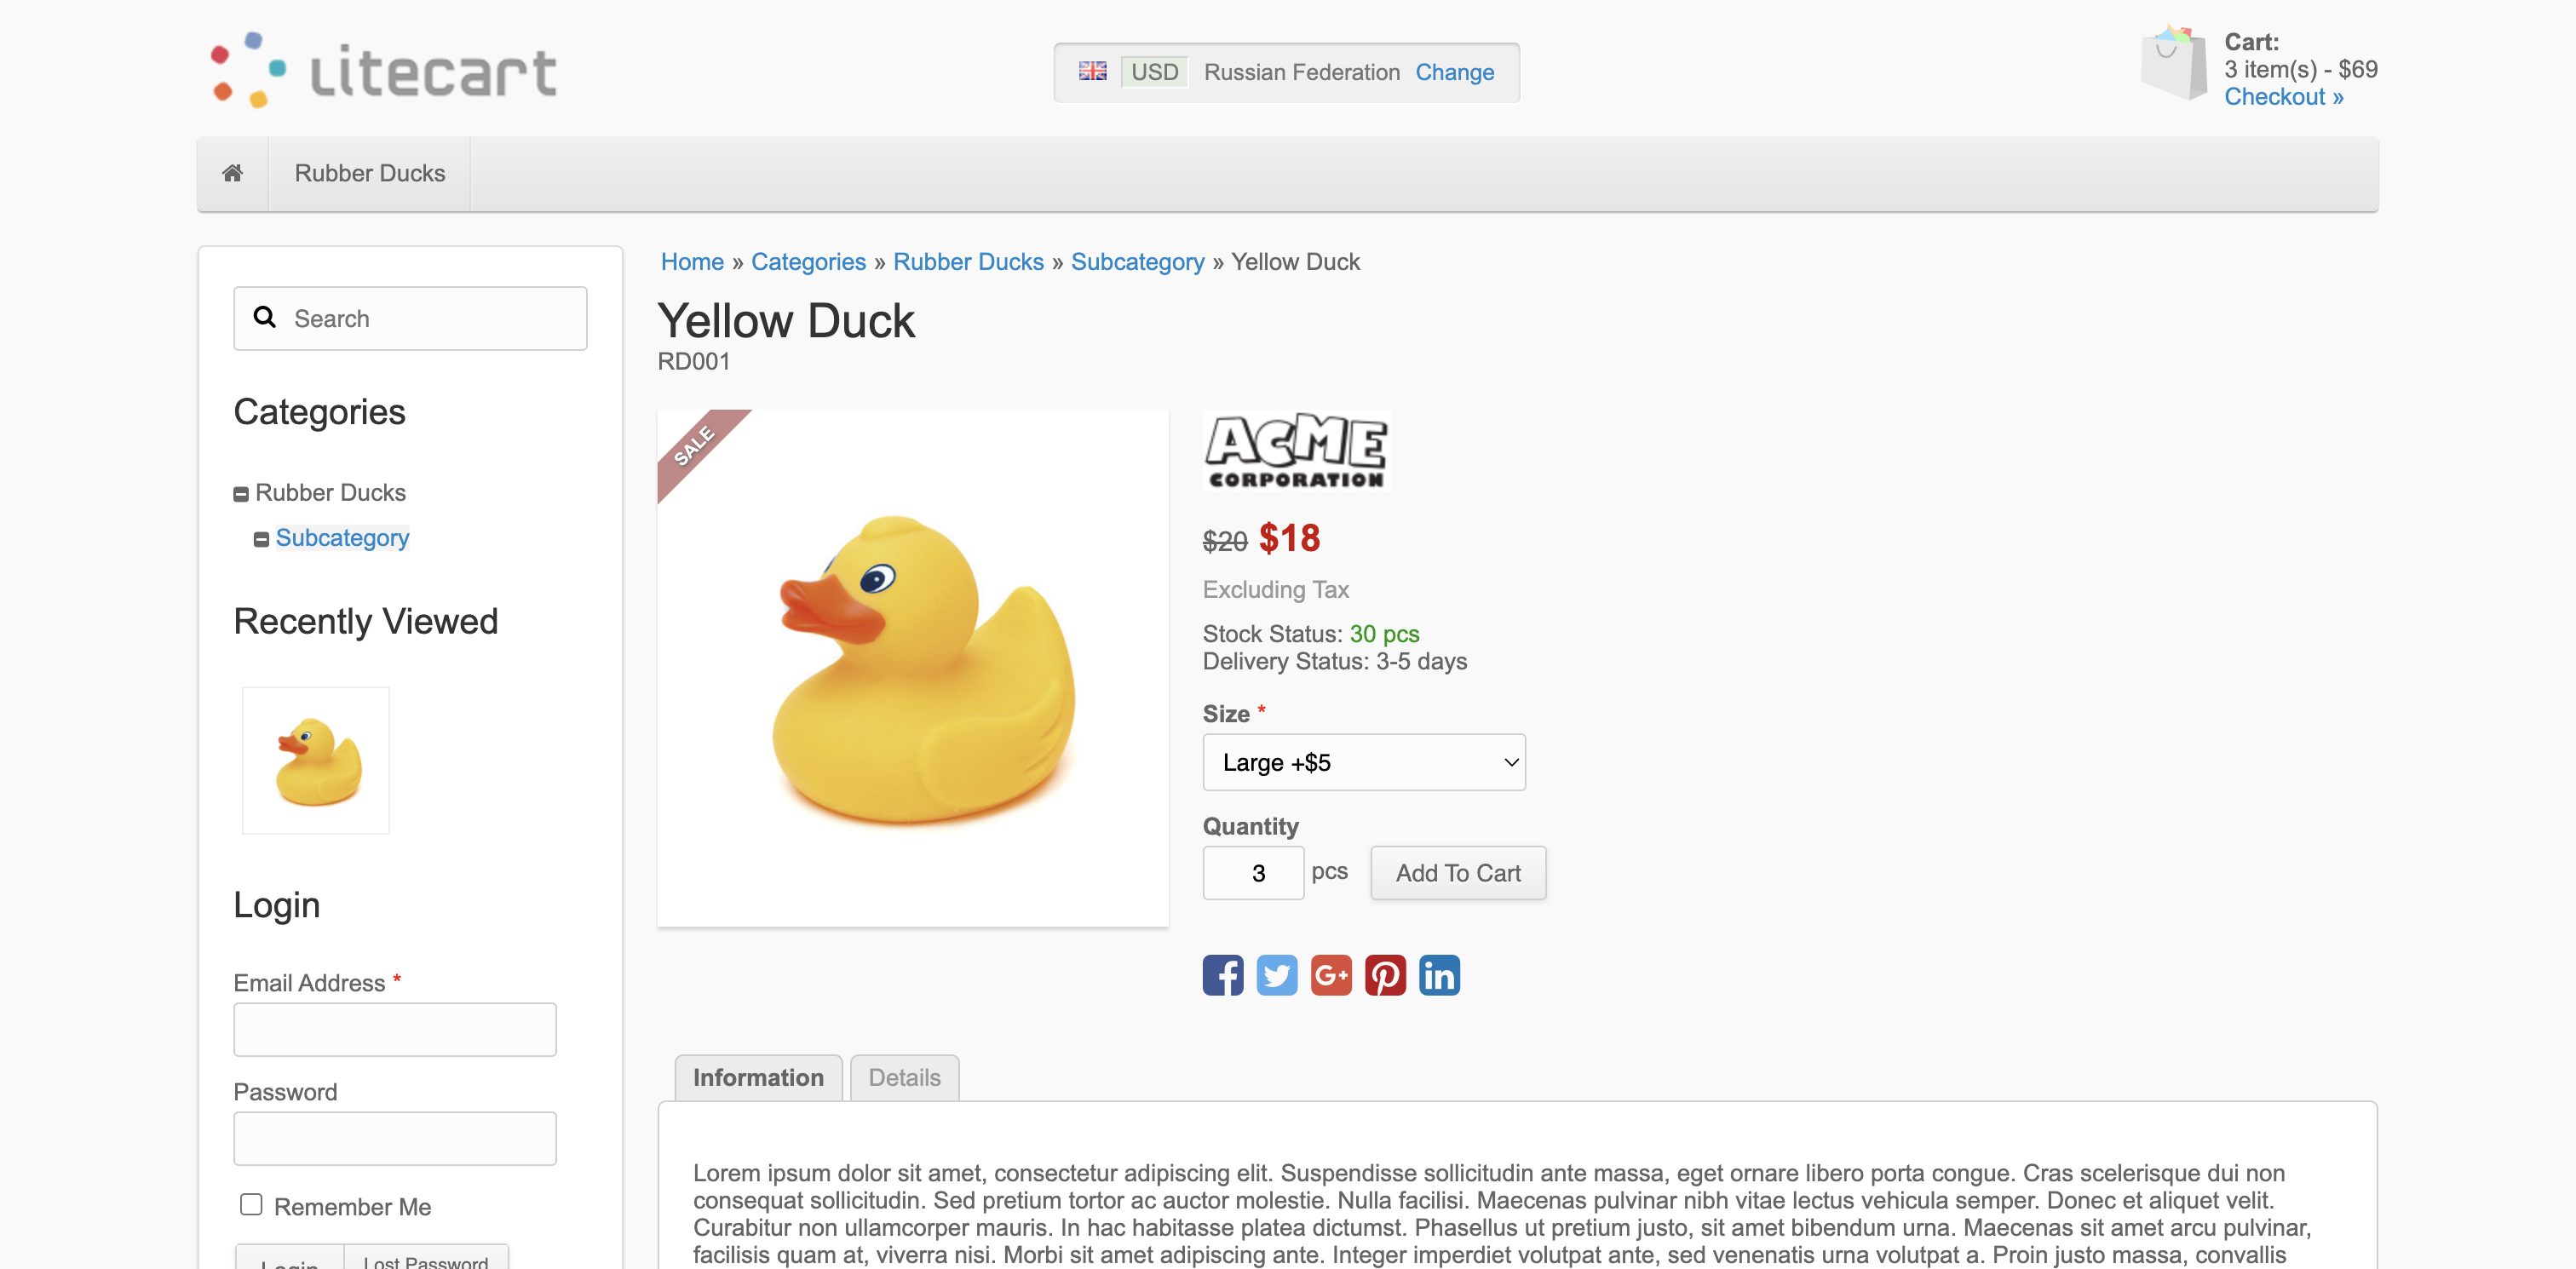 litecart
USD Russian Federation Change
Cart:
3 item(s) - $69
Checkout »
Rubber Ducks
Search
Categories
Rubber Ducks
Subcategory
Recently Viewed
Login
Email Address *
Password
Remember Me
Login Lost Password
Home » Categories » Rubber Ducks » Subcategory » Yellow Duck
Yellow Duck
RD001
SALE
ACME
CORPORATION
$20 $18
Excluding Tax
Stock Status: 30 pcs
Delivery Status: 3-5 days
Size *
Large +$5
Quantity
3 pcs Add To Cart
Information Details
Lorem ipsum dolor sit amet, consectetur adipiscing elit. Suspendisse sollicitudin ante massa, eget ornare libero porta congue. Cras scelerisque dui non
consequat sollicitudin. Sed pretium tortor ac auctor molestie. Nulla facilisi. Maecenas pulvinar nibh vitae lectus vehicula semper. Donec et aliquet velit.
Curabitur non ullamcorper mauris. In hac habitasse platea dictumst. Phasellus ut pretium justo, sit amet bibendum urna. Maecenas sit amet arcu pulvinar,
facilisis quam at, viverra nisi. Morbi sit amet adipiscing ante. Integer imperdiet volutpat ante, sed venenatis urna volutpat a. Proin justo massa, convallis